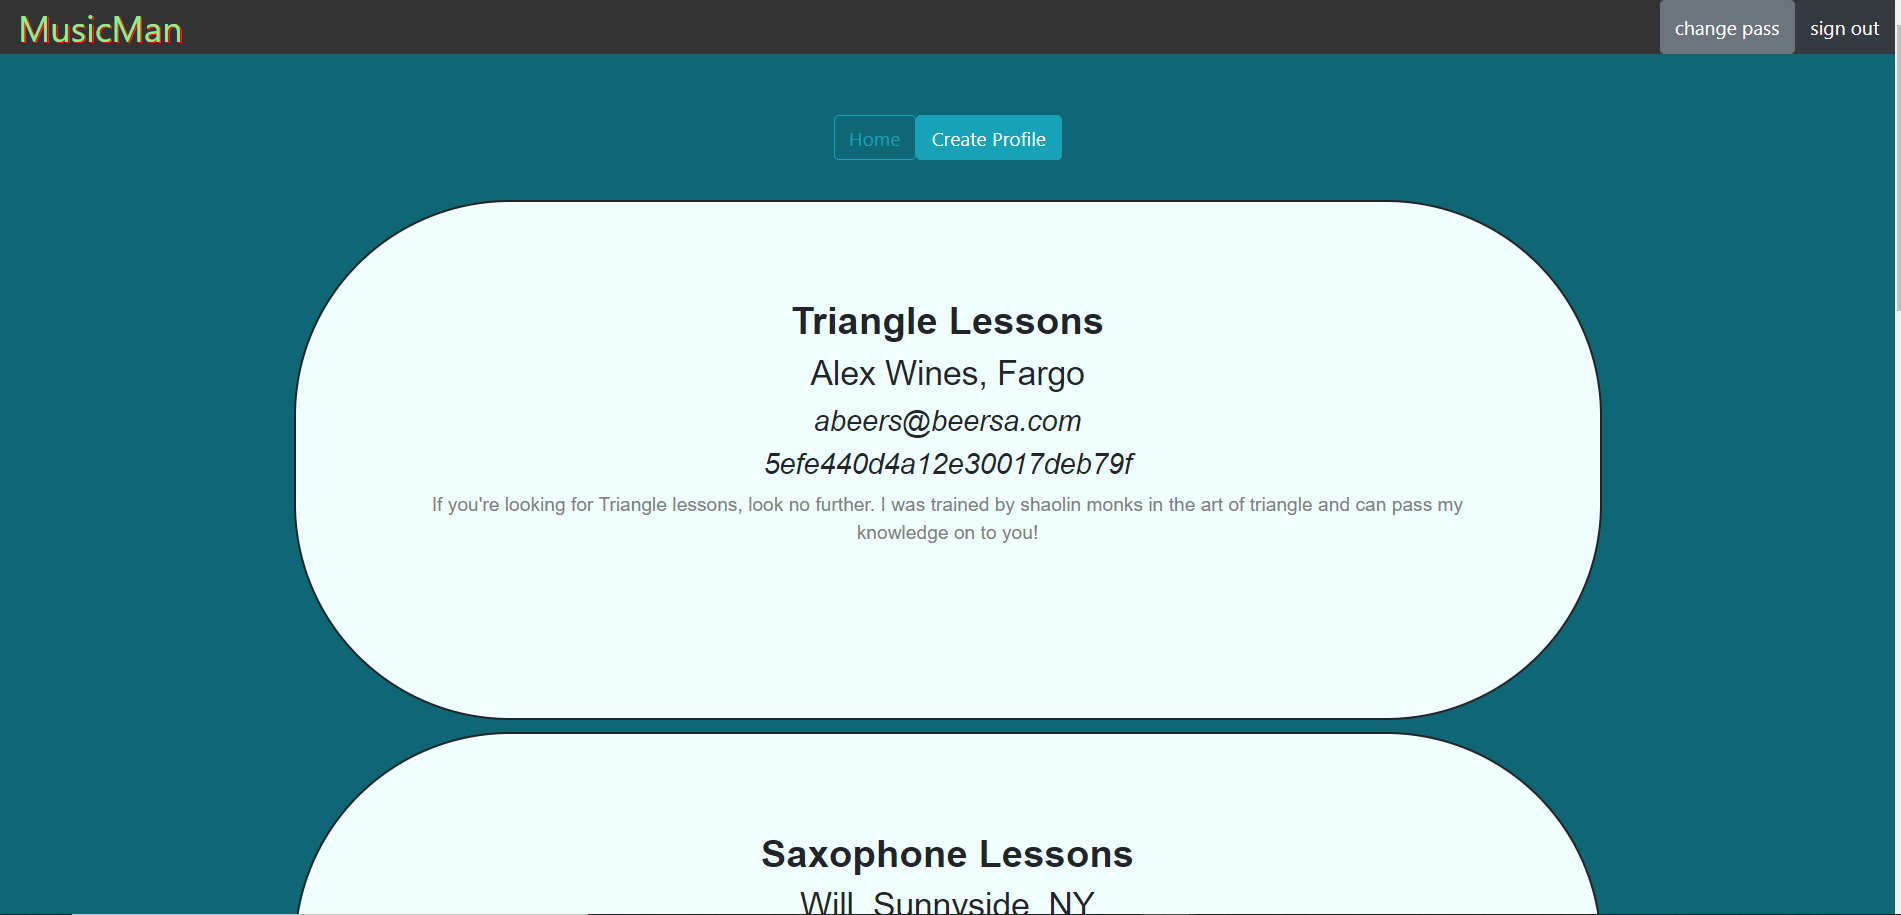 MusicMan
change pass
sign out
Home
Create Profile
Triangle Lessons
Alex Wines, Fargo
abeers@beersa.com
5efe440d4a12e30017deb79f
If you're looking for Triangle lessons, look no further. I was trained by shaolin monks in the art of triangle and can pass my
knowledge on to you!
Saxophone Lessons
Will, Sunnyside, NY